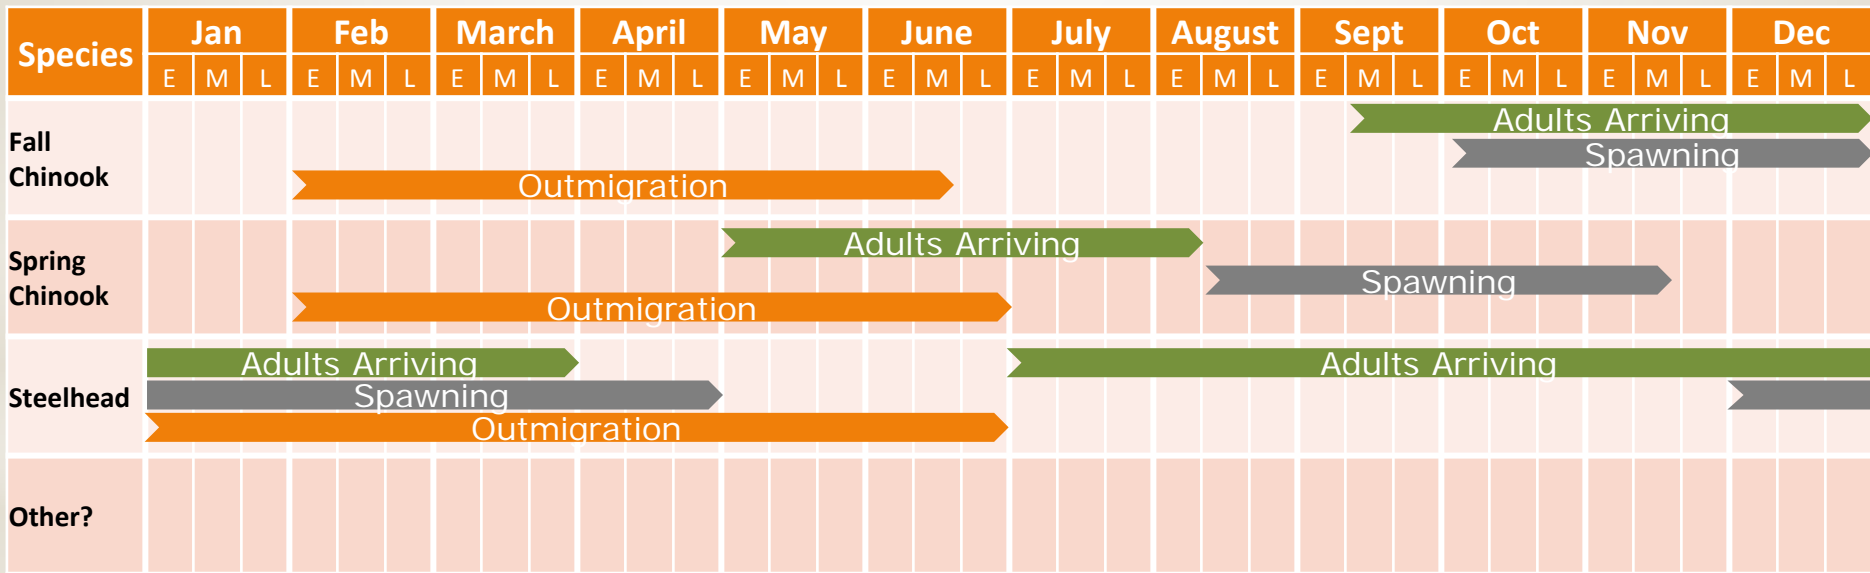 Species Jan Feb March April May June July August Sept Oct Nov Dec
E M L E M L E M L E M L E M L E M L E M L E M L E M L E M L E M L E M L
Adults Arriving
Fall
Spawning
Chinook
Outmigration
Adults Arriving
Spring
Spawning
Chinook
Outmigration
Adults Arriving Adults Arriving
Steelhead Spawning
Outmigration
Other?